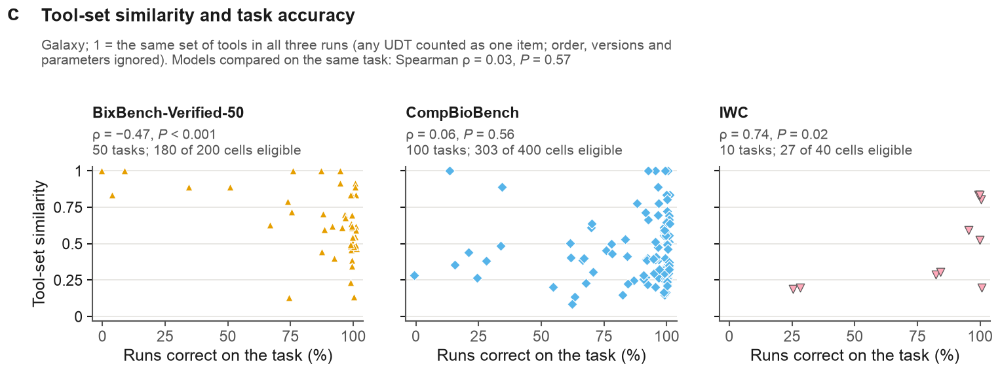 c Tool-set similarity and task accuracy
Galaxy; 1 = the same set of tools in all three runs (any UDT counted as one item; order, versions and
parameters ignored). Models compared on the same task: Spearman ρ = 0.03, P = 0.57
BixBench-Verified-50
ρ = −0.47, P < 0.001
50 tasks; 180 of 200 cells eligible
CompBioBench
ρ = 0.06, P = 0.56
100 tasks; 303 of 400 cells eligible
IWC
ρ = 0.74, P = 0.02
10 tasks; 27 of 40 cells eligible
Tool-set similarity
1
0.75
0.5
0.25
0
0 25 50 75 100
Runs correct on the task (%)
0 25 50 75 100
Runs correct on the task (%)
0 25 50 75 100
Runs correct on the task (%)